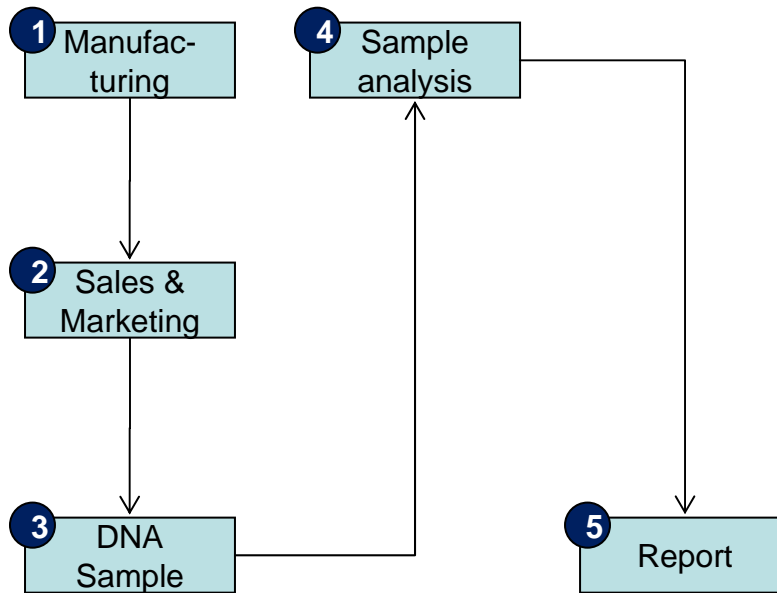 1
Manufac-
turing
2
Sales &
Marketing
3
DNA
Sample
4
Sample
analysis
5
Report